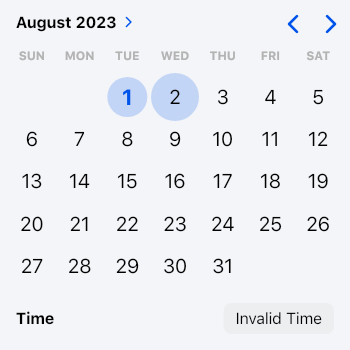 August 2023
SUN MON TUE WED THU FRI SAT
1 2 3 4 5
6 7 8 9 10 11 12
13 14 15 16 17 18 19
20 21 22 23 24 25 26
27 28 29 30 31
Time Invalid Time